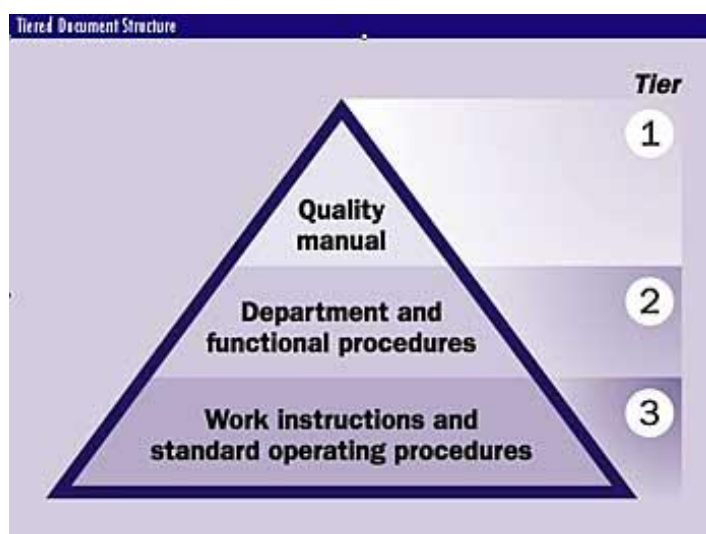 Tiered Document Structure
Tier
1
Quality
manual
2
Department and
functional procedures
3
Work instructions and
standard operating procedures